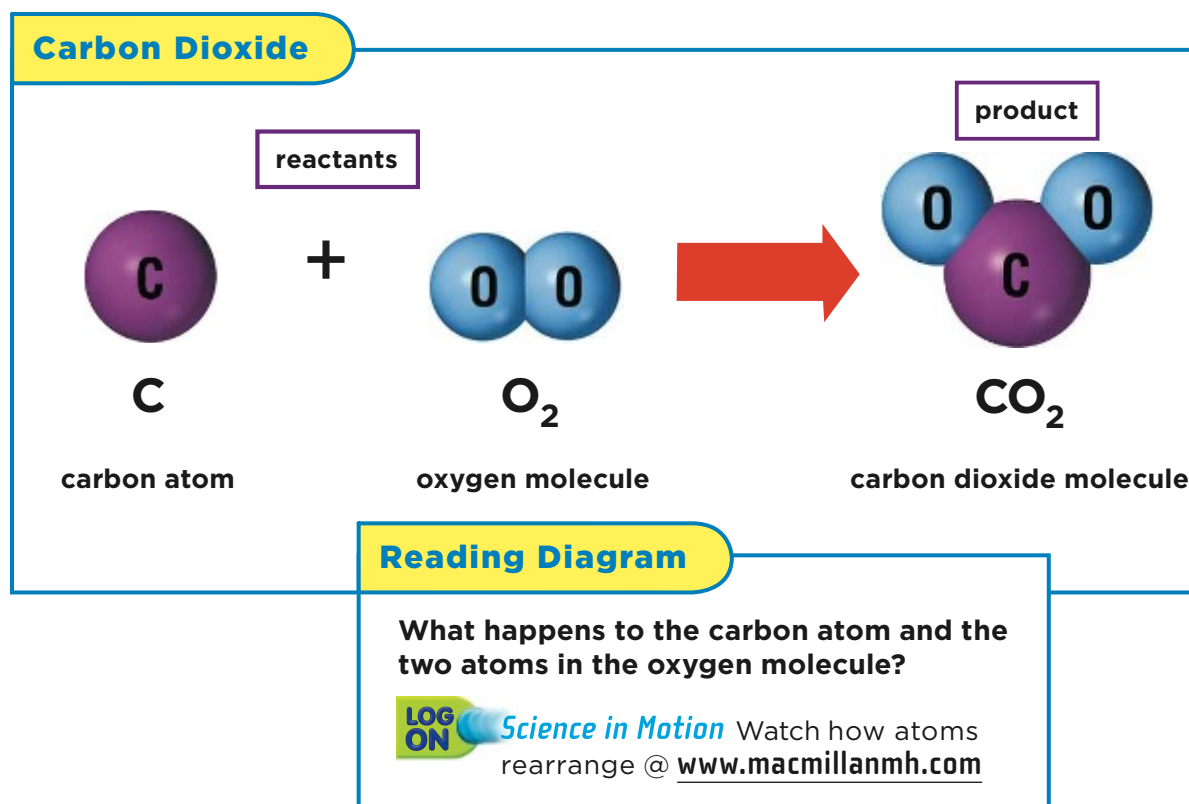 Carbon Dioxide
reactants
product
C
+
O O
O O
C
C
O₂
CO₂
carbon atom
oxygen molecule
carbon dioxide molecule
Reading Diagram
What happens to the carbon atom and the
two atoms in the oxygen molecule?
LOG
ON
Science in Motion Watch how atoms
rearrange @ www.macmillanmh.com